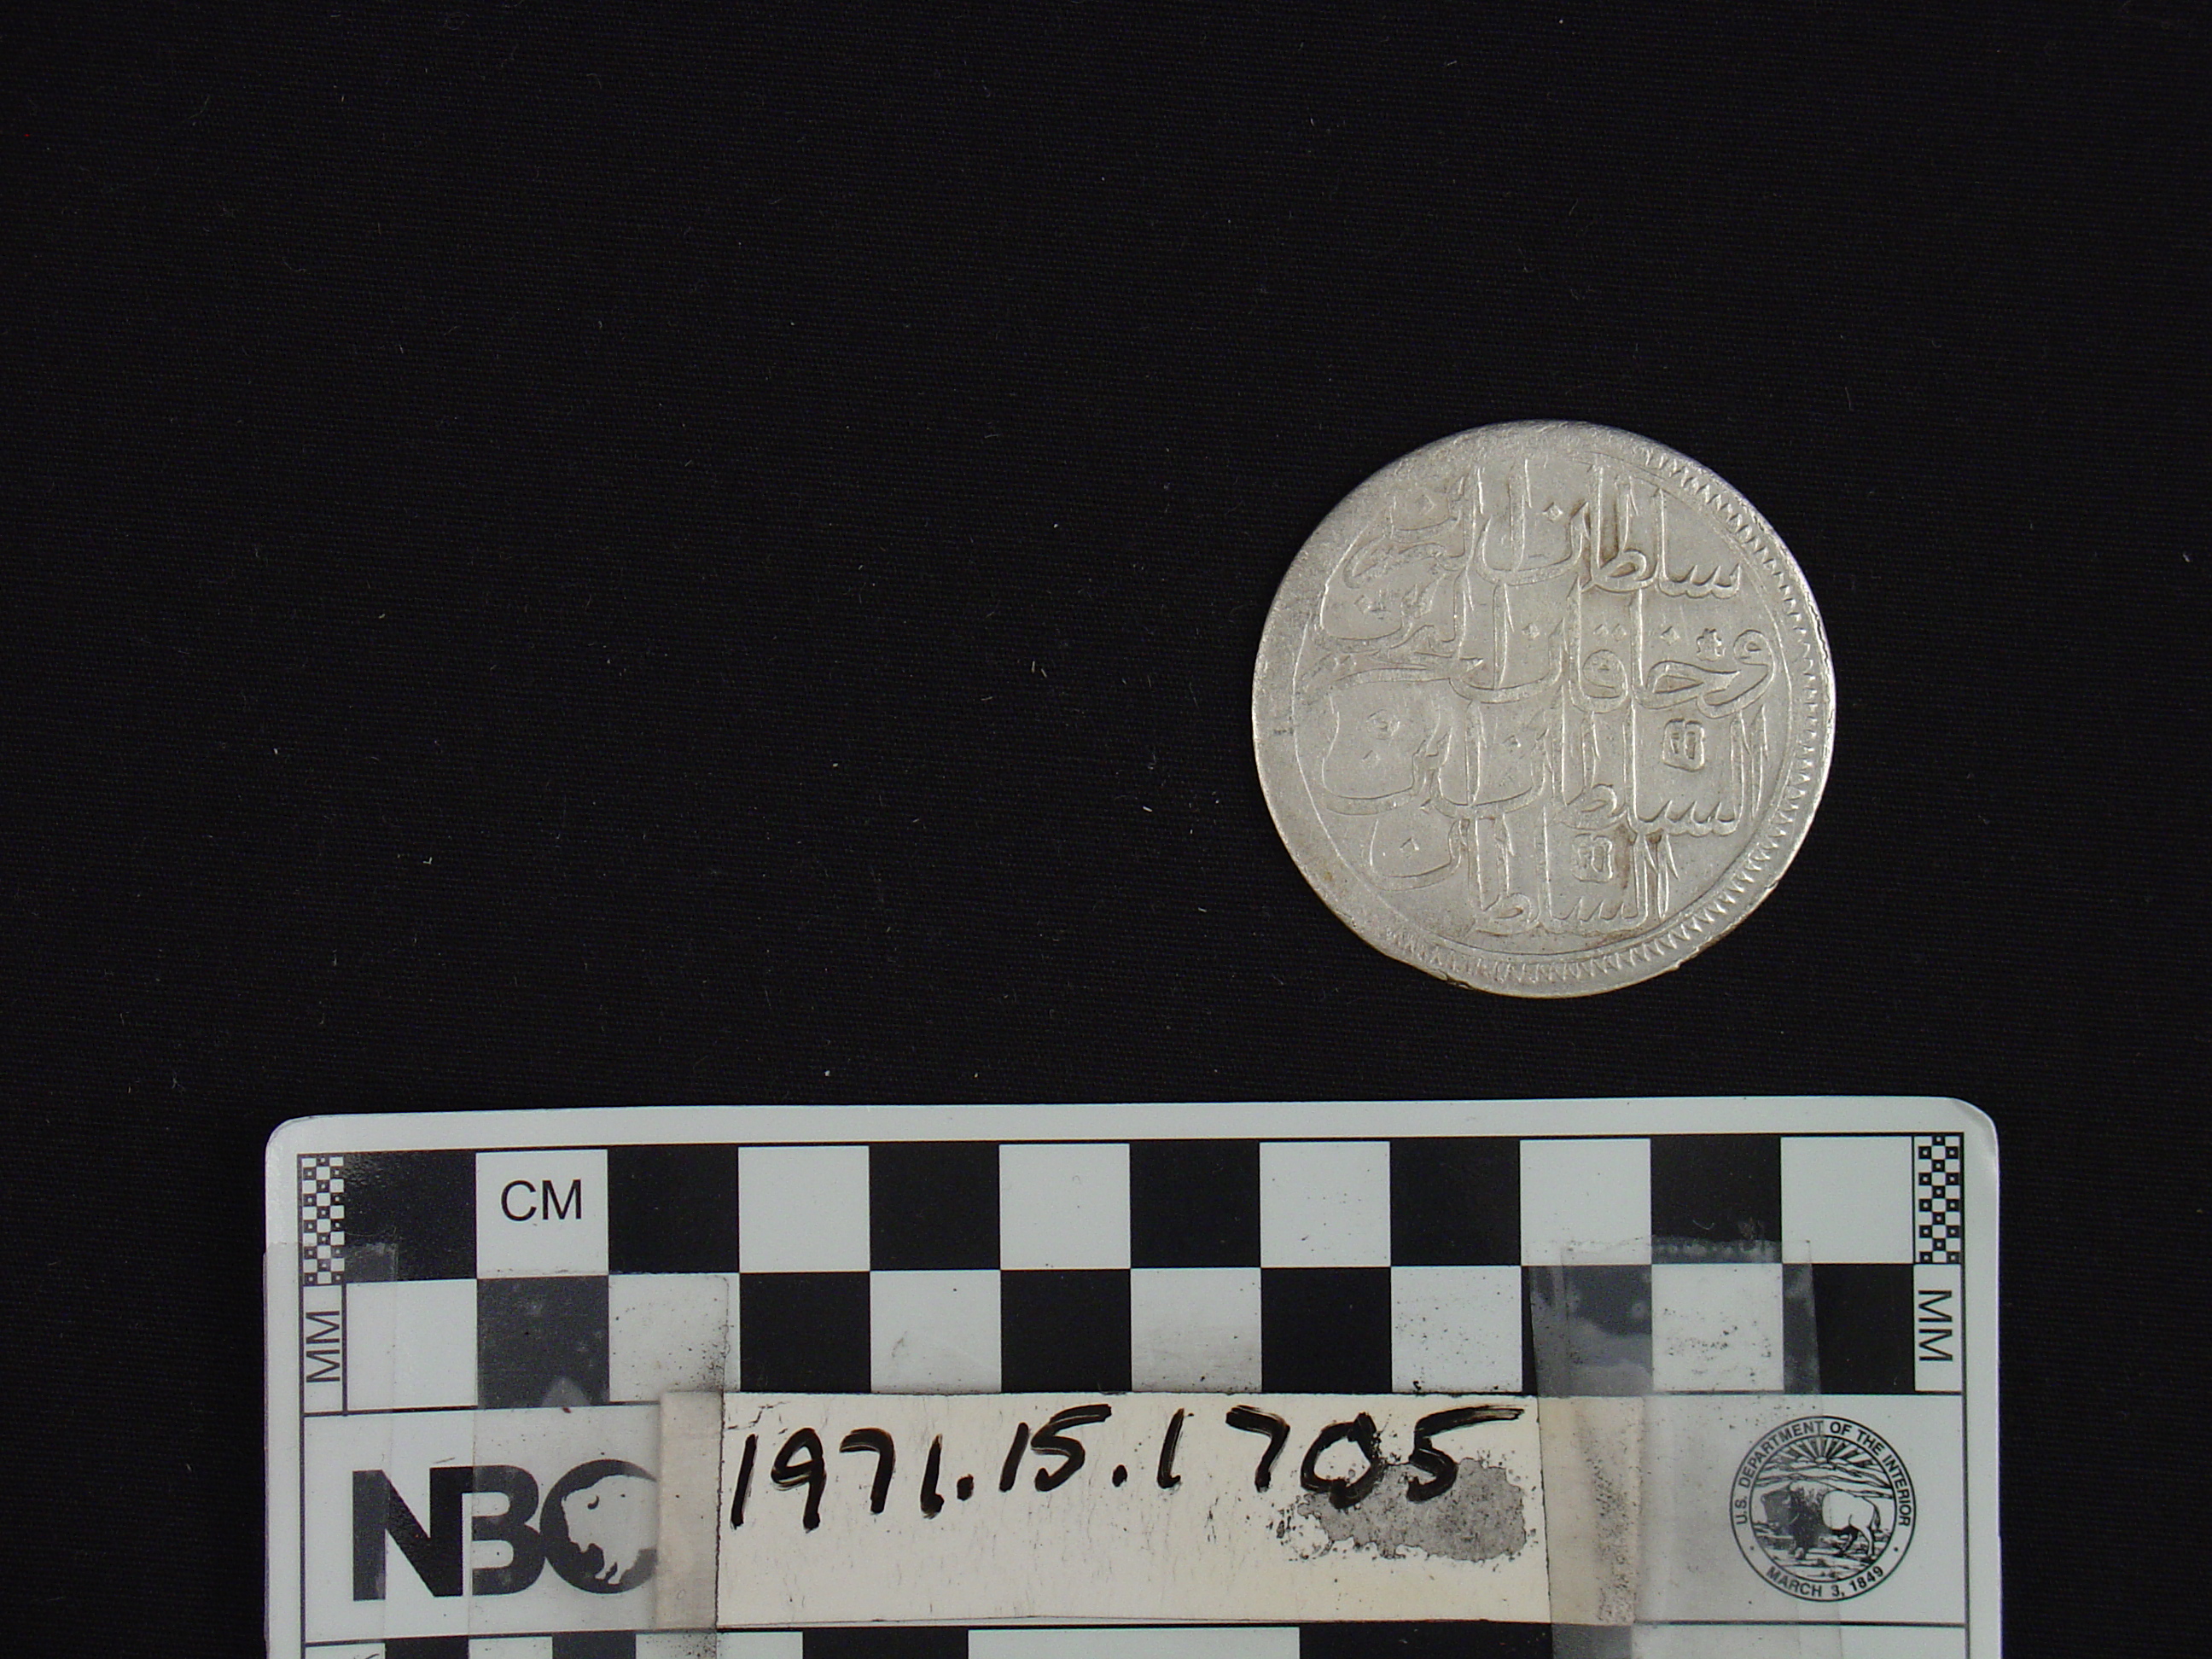 سلطان البرين
وخاقان البحرين
السلطان ابن
السلطان
CM
MM
MM
NBC
1971.15.1705
U.S. DEPARTMENT OF THE INTERIOR
MARCH 3, 1849